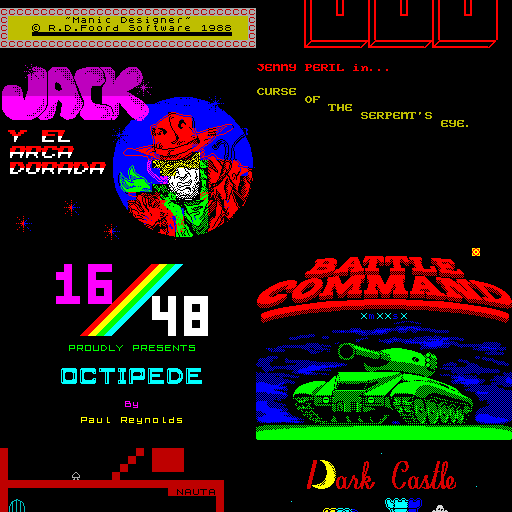 "Manic Designer"
© R.D.Foord Software 1988
JENNY PERIL in...
CURSE OF THE SERPENT'S EYE.
JACK
Y EL
ARCA
DORADA
16
48
PROUDLY PRESENTS
OCTIPEDE
By
Paul Reynolds
BATTLE
COMMAND
Dark Castle
NAUTA